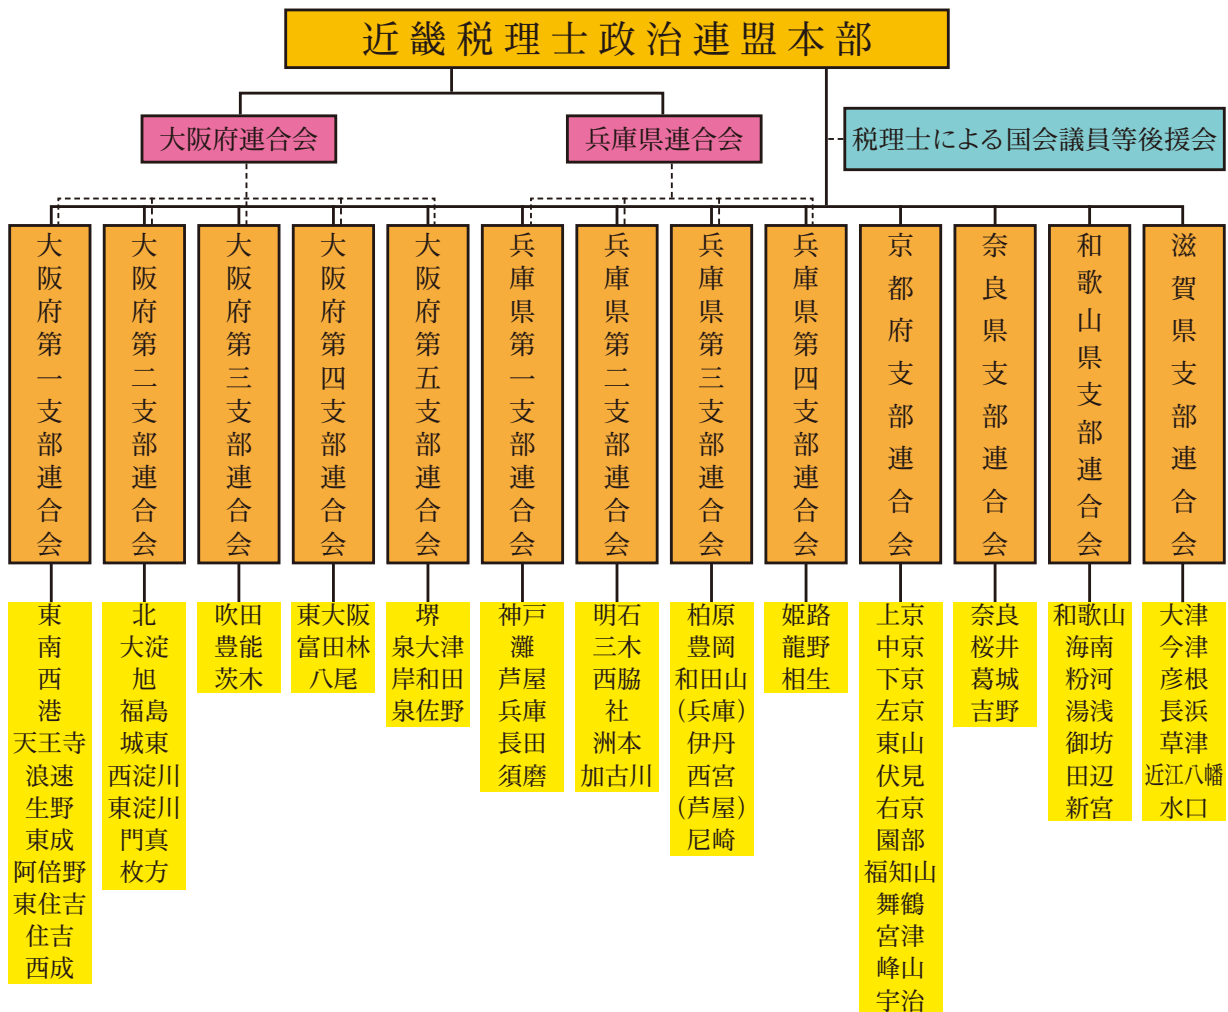 近畿税理士政治連盟本部
大阪府連合会
兵庫県連合会
税理士による国会議員等後援会
大阪府第一支部連合会
大阪府第二支部連合会
大阪府第三支部連合会
大阪府第四支部連合会
大阪府第五支部連合会
兵庫県第一支部連合会
兵庫県第二支部連合会
兵庫県第三支部連合会
兵庫県第四支部連合会
京都府支部連合会
奈良県支部連合会
和歌山県支部連合会
滋賀県支部連合会
東
南
西
港
天王寺
浪速
生野
東成
阿倍野
東住吉
住吉
西成
北
大淀
旭
福島
城東
西淀川
東淀川
門真
枚方
吹田
豊能
茨木
東大阪
富田林
八尾
堺
泉大津
岸和田
泉佐野
神戸
灘
芦屋
兵庫
長田
須磨
明石
三木
西脇
社
洲本
加古川
柏原
豊岡
和田山
(兵庫)
伊丹
西宮
(芦屋)
尼崎
姫路
龍野
相生
上京
中京
下京
左京
東山
伏見
右京
園部
福知山
舞鶴
宮津
峰山
宇治
奈良
桜井
葛城
吉野
和歌山
海南
粉河
湯浅
御坊
田辺
新宮
大津
今津
彦根
長浜
草津
近江八幡
水口